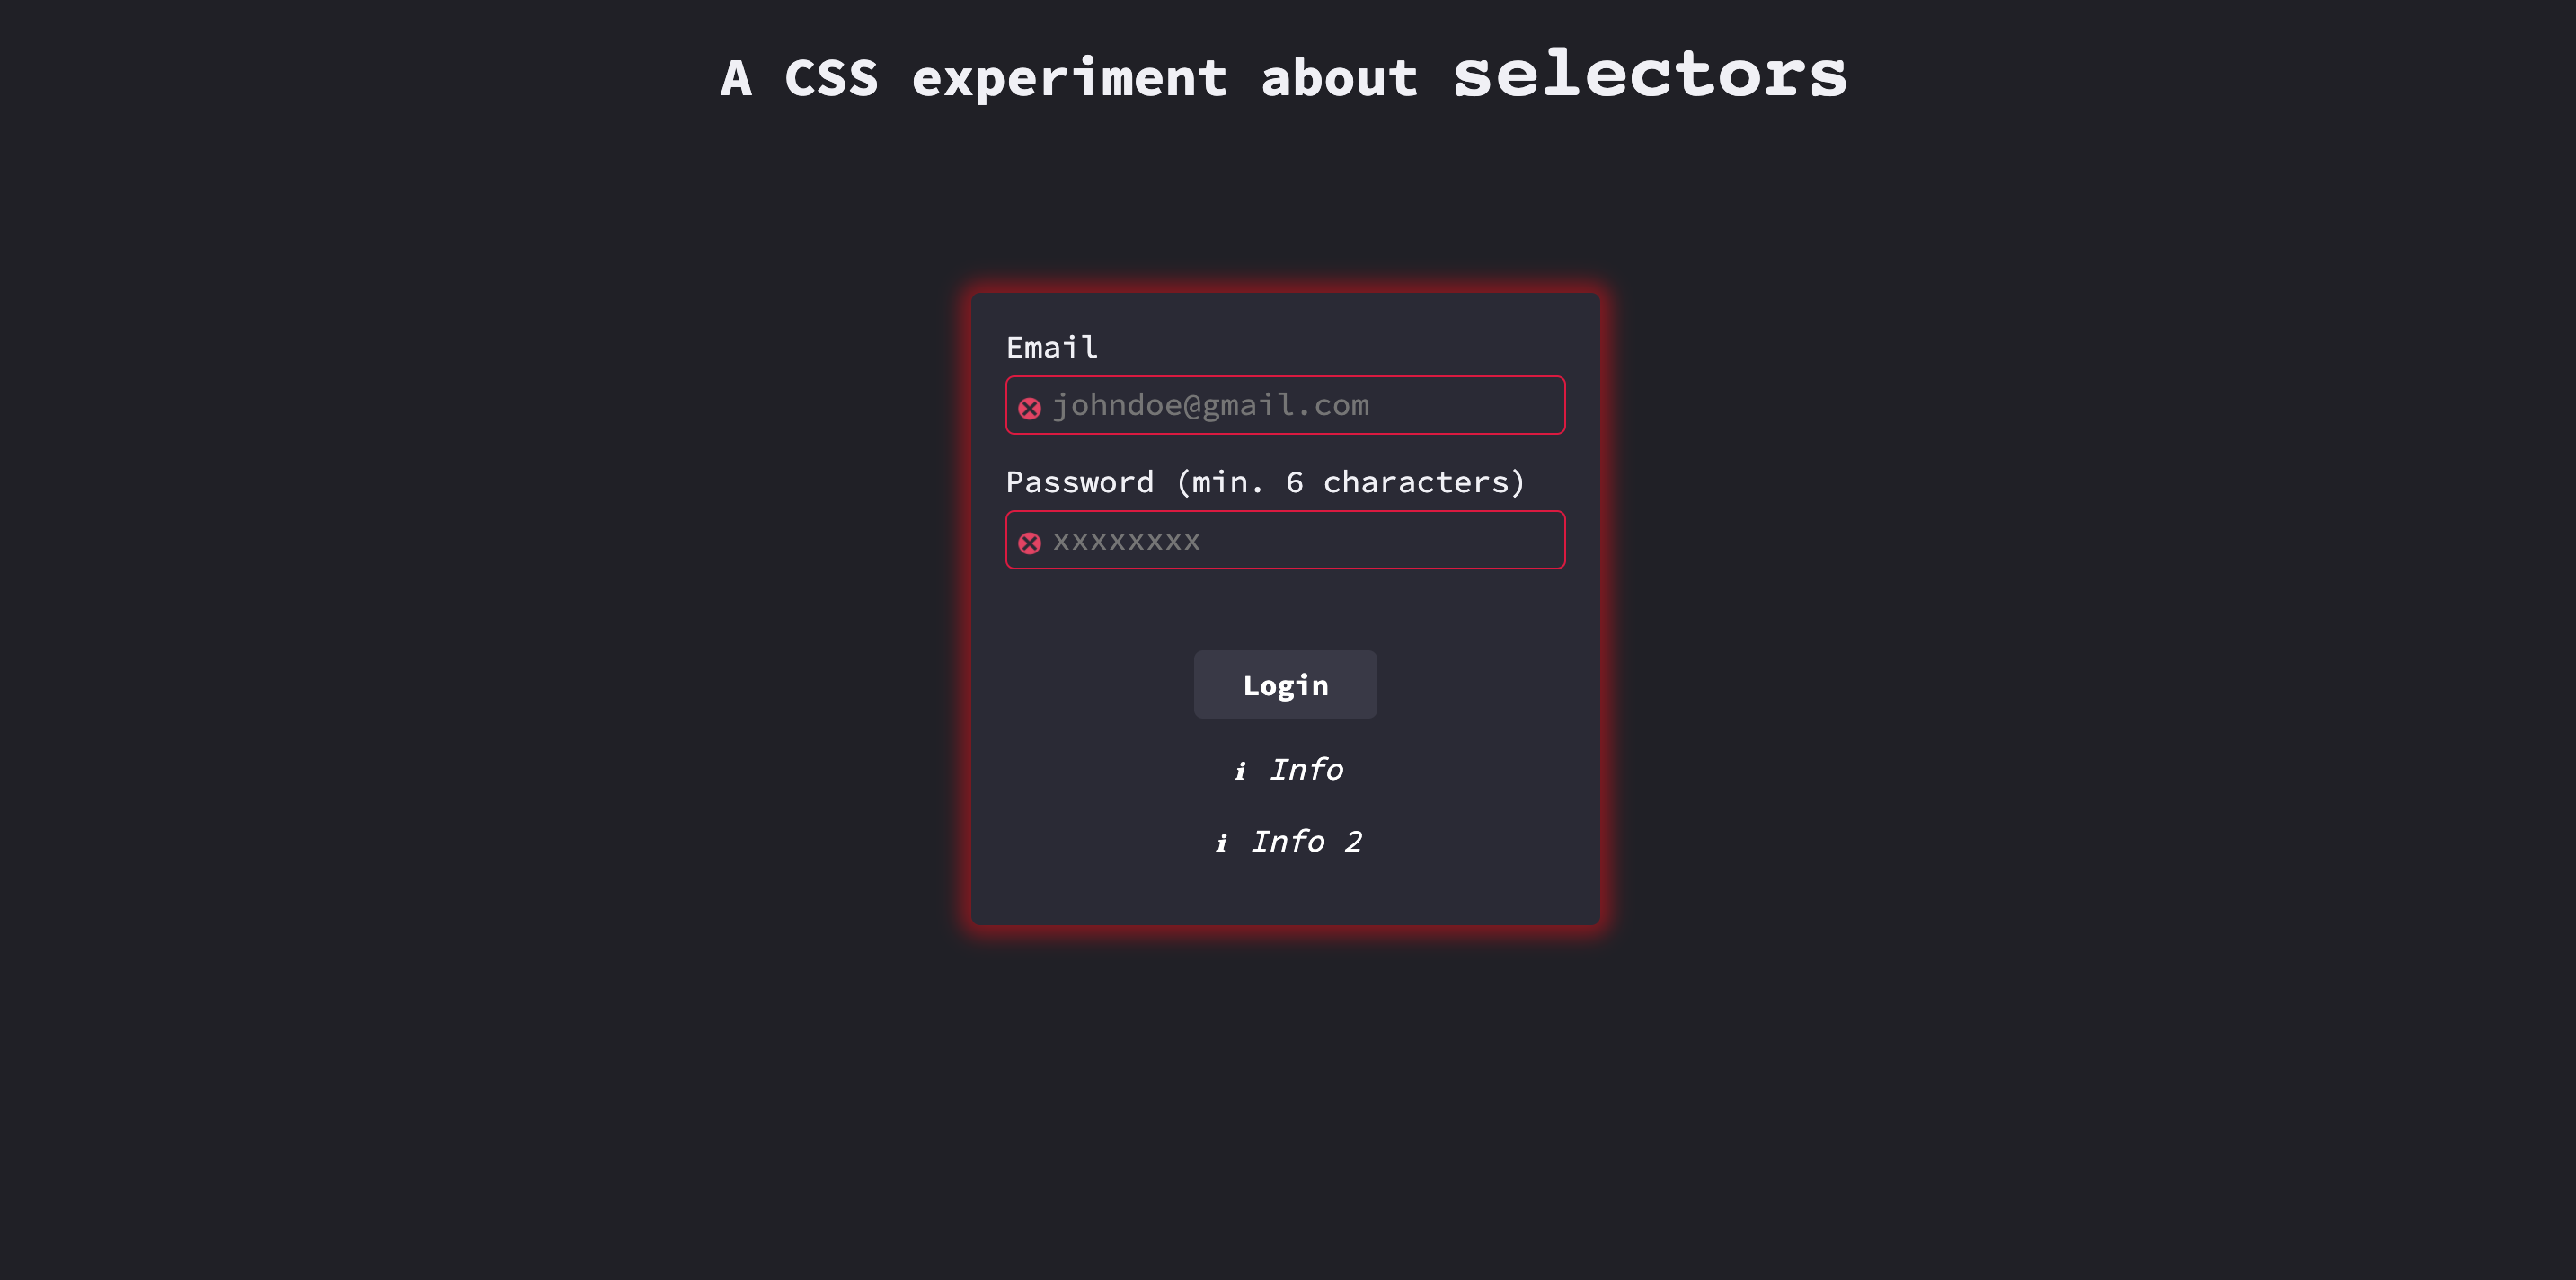 A CSS experiment about selectors
Email
johndoe@gmail.com
Password (min. 6 characters)
xxxxxxxx
Login
i Info
i Info 2